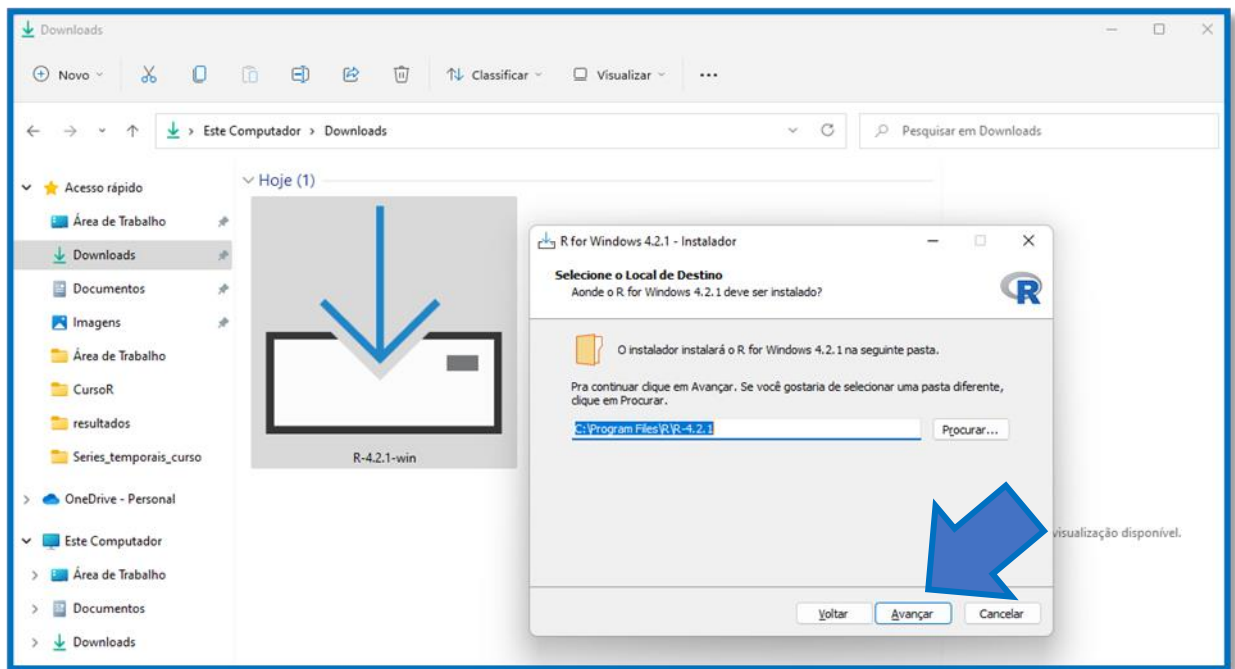 Downloads
Novo
Classificar
Visualizar
Este Computador > Downloads
Pesquisar em Downloads
Acesso rápido
Área de Trabalho
Downloads
Documentos
Imagens
Área de Trabalho
CursoR
resultados
Series_temporais_curso
OneDrive - Personal
Este Computador
Área de Trabalho
Documentos
Downloads
Hoje (1)
R-4.2.1-win
R for Windows 4.2.1 - Instalador
Selecione o Local de Destino
Aonde o R for Windows 4.2.1 deve ser instalado?
R
O instalador instalará o R for Windows 4.2.1 na seguinte pasta.
Pra continuar clique em Avançar. Se você gostaria de selecionar uma pasta diferente,
clique em Procurar.
C:\Program Files\R\R-4.2.1
Procurar...
visualização disponível.
Voltar
Avançar
Cancelar